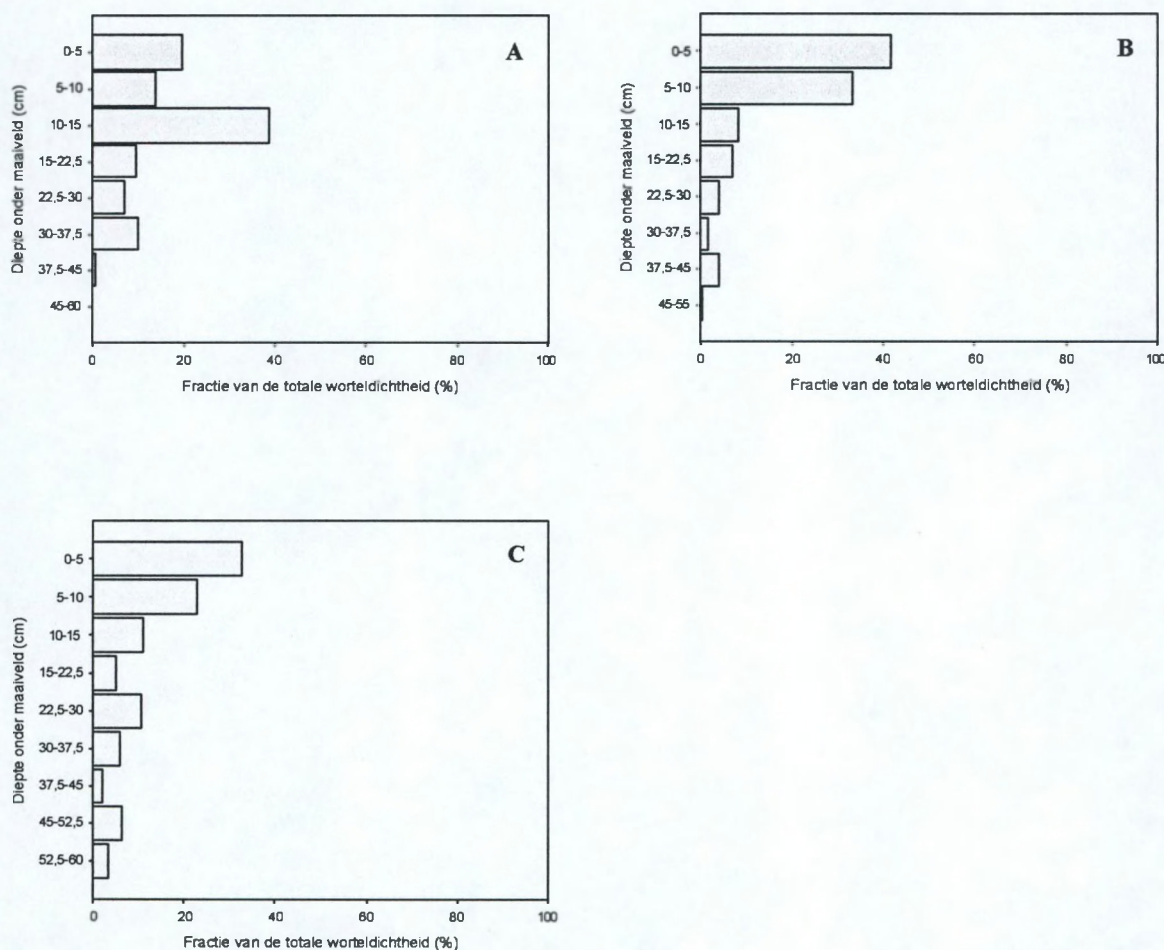 A
Diepte onder maaiveld (cm)
0-5
5-10
10-15
15-22,5
22,5-30
30-37,5
37,5-45
45-60
0 20 40 60 80 100
Fractie van de totale worteldichtheid (%)
B
Diepte onder maaiveld (cm)
0-5
5-10
10-15
15-22,5
22,5-30
30-37,5
37,5-45
45-55
0 20 40 60 80 100
Fractie van de totale worteldichtheid (%)
C
Diepte onder maaiveld (cm)
0-5
5-10
10-15
15-22,5
22,5-30
30-37,5
37,5-45
45-52,5
52,5-60
0 20 40 60 80 100
Fractie van de totale worteldichtheid (%)